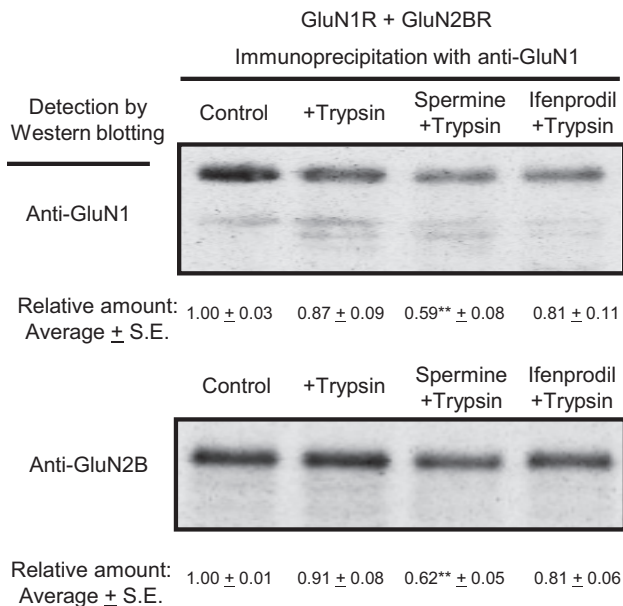 GluN1R + GluN2BR
Immunoprecipitation with anti-GluN1
Detection by
Western blotting
Control
+Trypsin
Spermine
+Trypsin
Ifenprodil
+Trypsin
Anti-GluN1
Relative amount:
Average ± S.E.
1.00 ± 0.03
0.87 ± 0.09
0.59** ± 0.08
0.81 ± 0.11
Control
+Trypsin
Spermine
+Trypsin
Ifenprodil
+Trypsin
Anti-GluN2B
Relative amount:
Average ± S.E.
1.00 ± 0.01
0.91 ± 0.08
0.62** ± 0.05
0.81 ± 0.06